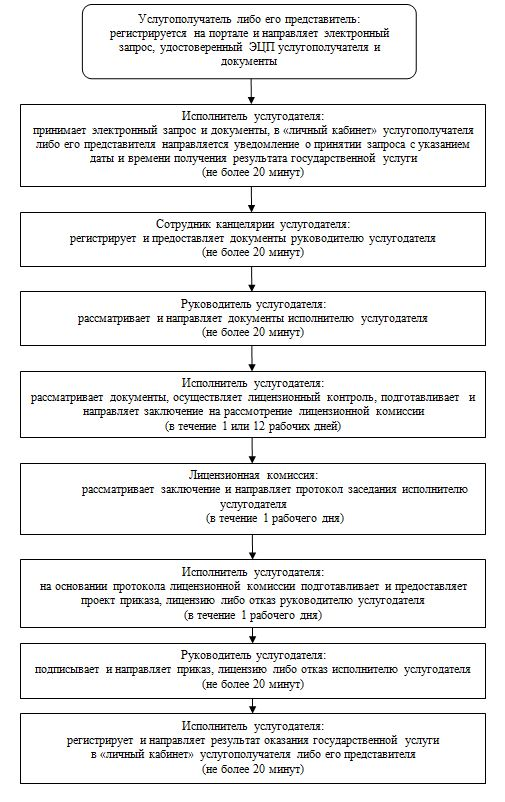 Услугополучатель либо его представитель:
регистрируется на портале и направляет электронный
запрос, удостоверенный ЭЦП услугополучателя и
документы
Исполнитель услугодателя:
принимает электронный запрос и документы, в «личный кабинет» услугополучателя
либо его представителя направляется уведомление о принятии запроса с указанием
даты и времени получения результата государственной услуги
(не более 20 минут)
Сотрудник канцелярии услугодателя:
регистрирует и предоставляет документы руководителю услугодателя
(не более 20 минут)
Руководитель услугодателя:
рассматривает и направляет документы исполнителю услугодателя
(не более 20 минут)
Исполнитель услугодателя:
рассматривает документы, осуществляет лицензионный контроль, подготавливает и
направляет заключение на рассмотрение лицензионной комиссии
(в течение 1 или 12 рабочих дней)
Лицензионная комиссия:
рассматривает заключение и направляет протокол заседания исполнителю
услугодателя
(в течение 1 рабочего дня)
Исполнитель услугодателя:
на основании протокола лицензионной комиссии подготавливает и предоставляет
проект приказа, лицензию либо отказ руководителю услугодателя
(в течение 1 рабочего дня)
Руководитель услугодателя:
подписывает и направляет приказ, лицензию либо отказ исполнителю услугодателя
(не более 20 минут)
Исполнитель услугодателя:
регистрирует и направляет результат оказания государственной услуги
в «личный кабинет» услугополучателя либо его представителя
(не более 20 минут)